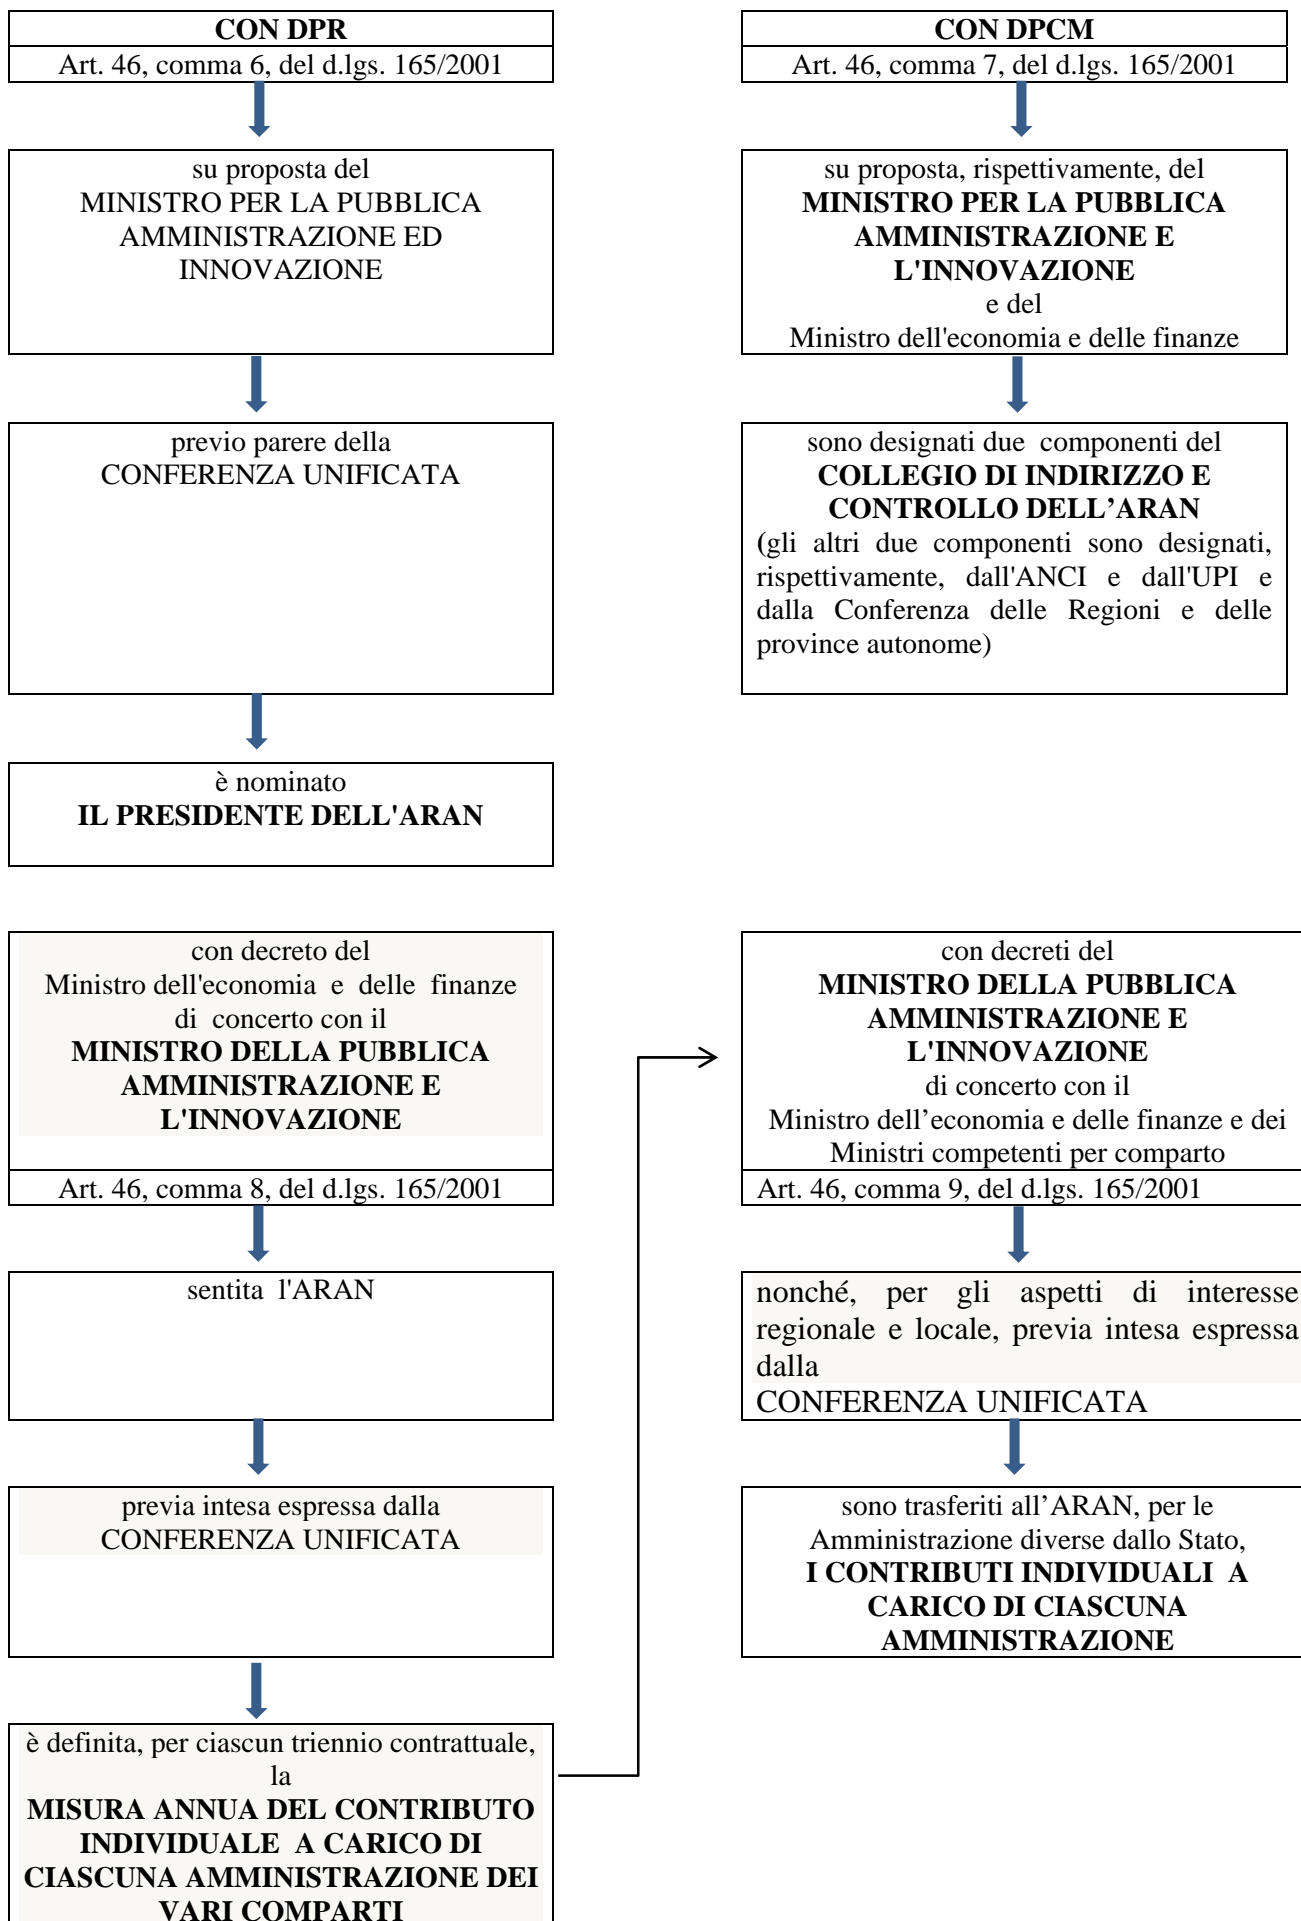 CON DPR
Art. 46, comma 6, del d.lgs. 165/2001
su proposta del
MINISTRO PER LA PUBBLICA
AMMINISTRAZIONE ED
INNOVAZIONE
previo parere della
CONFERENZA UNIFICATA
è nominato
IL PRESIDENTE DELL'ARAN
CON DPCM
Art. 46, comma 7, del d.lgs. 165/2001
su proposta, rispettivamente, del
MINISTRO PER LA PUBBLICA
AMMINISTRAZIONE E
L'INNOVAZIONE
e del
Ministro dell'economia e delle finanze
sono designati due componenti del
COLLEGIO DI INDIRIZZO E
CONTROLLO DELL’ARAN
(gli altri due componenti sono designati,
rispettivamente, dall'ANCI e dall'UPI e
dalla Conferenza delle Regioni e delle
province autonome)
con decreto del
Ministro dell'economia e delle finanze
di concerto con il
MINISTRO DELLA PUBBLICA
AMMINISTRAZIONE E
L'INNOVAZIONE
Art. 46, comma 8, del d.lgs. 165/2001
sentita l'ARAN
previa intesa espressa dalla
CONFERENZA UNIFICATA
è definita, per ciascun triennio contrattuale,
la
MISURA ANNUA DEL CONTRIBUTO
INDIVIDUALE A CARICO DI
CIASCUNA AMMINISTRAZIONE DEI
VARI COMPARTI
con decreti del
MINISTRO DELLA PUBBLICA
AMMINISTRAZIONE E
L'INNOVAZIONE
di concerto con il
Ministro dell’economia e delle finanze e dei
Ministri competenti per comparto
Art. 46, comma 9, del d.lgs. 165/2001
nonché, per gli aspetti di interesse
regionale e locale, previa intesa espressa
dalla
CONFERENZA UNIFICATA
sono trasferiti all’ARAN, per le
Amministrazione diverse dallo Stato,
I CONTRIBUTI INDIVIDUALI A
CARICO DI CIASCUNA
AMMINISTRAZIONE